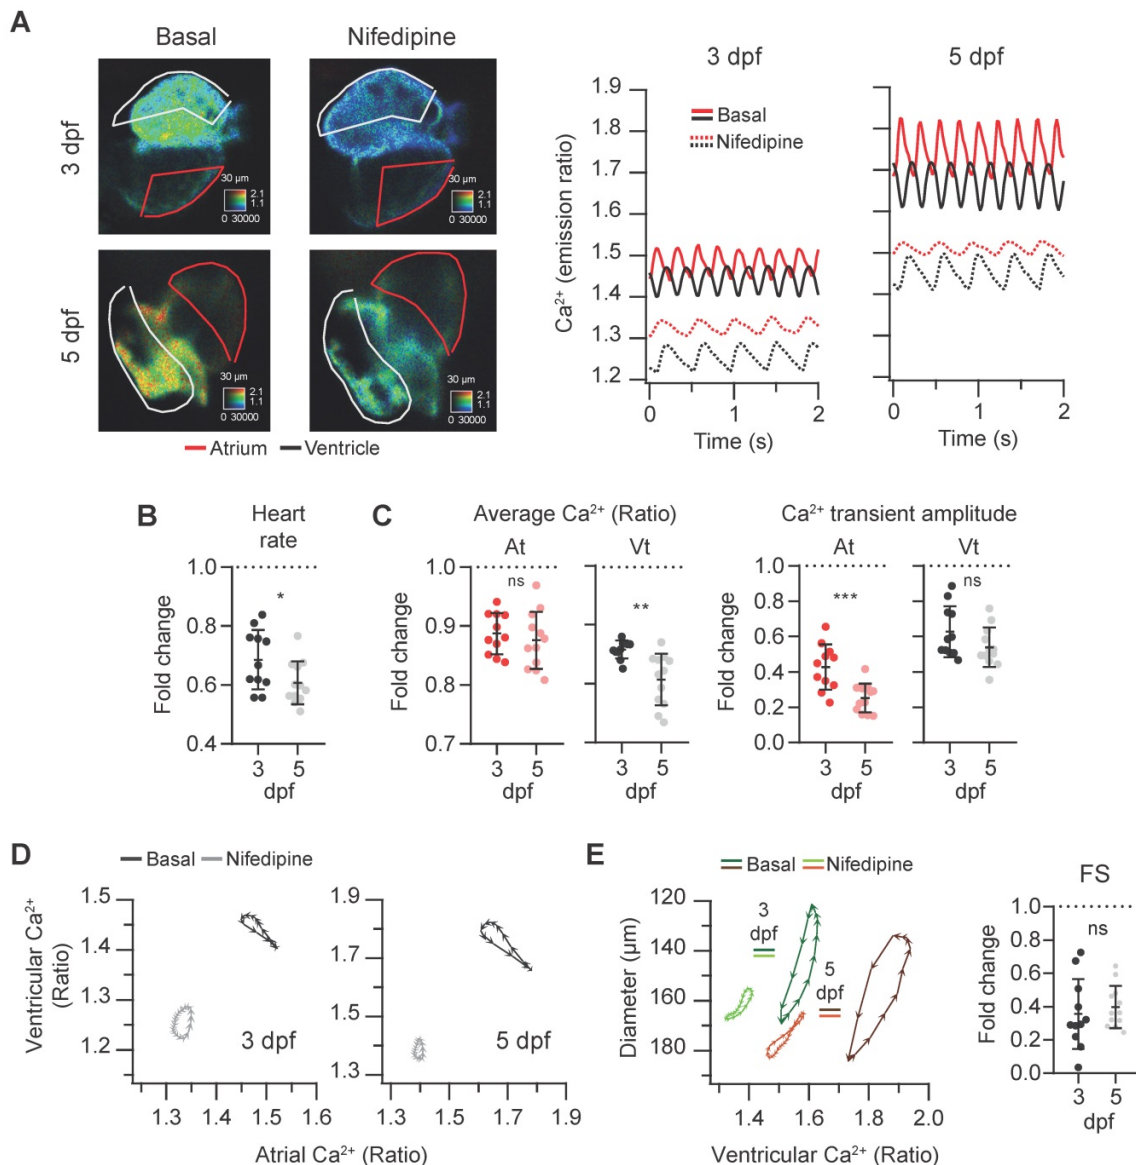 A
Basal
Nifedipine
3 dpf
30 µm
2.1
1.1
0 30000
30 µm
2.1
1.1
0 30000
5 dpf
30 µm
2.1
1.1
0 30000
30 µm
2.1
1.1
0 30000
Atrium
Ventricle
3 dpf
5 dpf
Ca²⁺ (emission ratio)
1.9
1.8
1.7
1.6
1.5
1.4
1.3
1.2
Basal
Nifedipine
0 1 2
0 1 2
Time (s)
Time (s)
B
Heart
rate
Fold change
1.0
0.8
0.6
0.4
*
3 5
dpf
C
Average Ca²⁺ (Ratio)
At
Vt
Fold change
1.0
0.9
0.8
0.7
ns
**
3 5
dpf
3 5
dpf
Ca²⁺ transient amplitude
At
Vt
Fold change
1.0
0.8
0.6
0.4
0.2
0.0
***
ns
3 5
dpf
3 5
dpf
D
Basal
Nifedipine
Ventricular Ca²⁺
(Ratio)
1.5
1.4
1.3
1.2
3 dpf
1.3 1.4 1.5 1.6
1.9
1.7
1.5
1.3
5 dpf
1.3 1.5 1.7 1.9
Atrial Ca²⁺ (Ratio)
E
Basal
Nifedipine
Diameter (µm)
120
140
160
180
3
dpf
5
dpf
1.4 1.6 1.8 2.0
Ventricular Ca²⁺ (Ratio)
FS
Fold change
1.0
0.8
0.6
0.4
0.2
0.0
ns
3 5
dpf